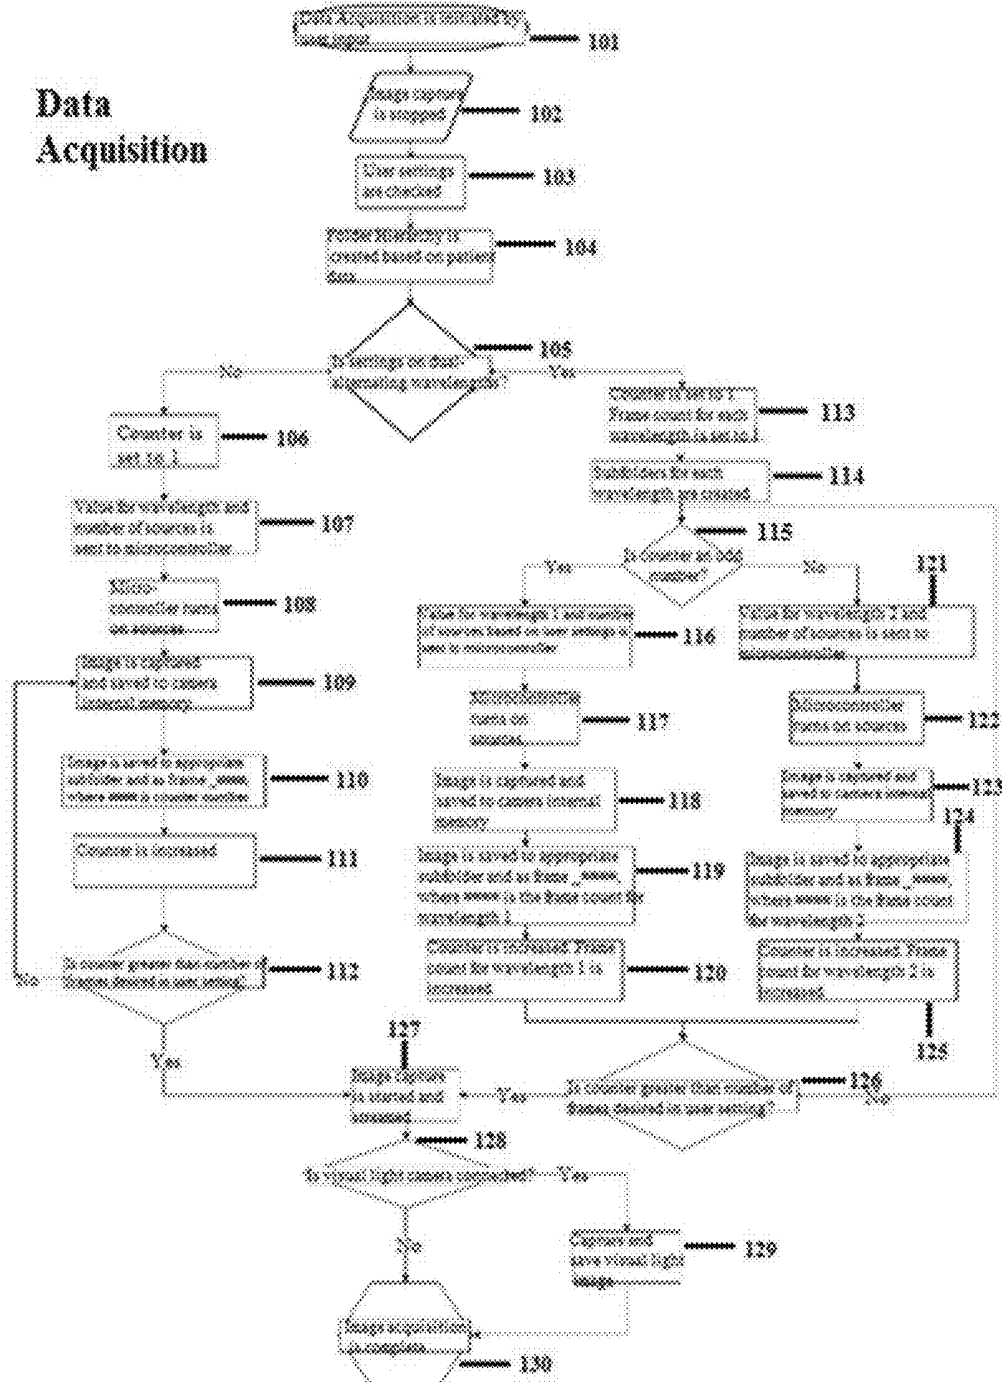 Data
Acquisition
Data Acquisition is initiated by
user input
101
Image capture
is stopped
102
User settings
are checked
103
Folder Hierarchy is
created based on patient
data
104
Is settings on dual-
alternating wavelengths?
105
No
Yes
Counter is
set to 1
106
Value for wavelength and
number of sources is
sent to microcontroller
107
Micro-
controller turns
on sources
108
Image is captured
and saved to camera
internal memory
109
Image is saved to appropriate
subfolder and as frame_####,
where #### is counter number
110
Counter is increased
111
Is counter greater than number of
frames desired in user setting?
112
No
Yes
Counter is set to 1
Frame count for each
wavelength is set to
113
Subfolders for each
wavelength are created
114
Is counter an odd
number?
115
Yes
No
Value for wavelength 1 and number
of sources based on user settings is
sent to microcontroller
116
Microcontroller
turns on
sources
117
Image is captured and
saved to camera internal
memory
118
Image is saved to appropriate
subfolder and as frame_####,
where #### is the frame count for
wavelength 1
119
Counter is increased. Frame
count for wavelength 1 is
increased
120
121
Value for wavelength 2 and
number of sources is sent to
microcontroller
Microcontroller
turns on sources
122
Image is captured and
saved to camera internal
memory
123
124
Image is saved to appropriate
subfolder and as frame_####,
where #### is the frame count
for wavelength 2
Counter is increased. Frame
count for wavelength 2 is
increased
125
Is counter greater that number of
frames desired in user setting?
126
No
Yes
127
Image capture
is started and
streamed
128
Is visual light camera connected?
Yes
No
Capture and
save visual light
image
129
Image acquisition
is complete
130